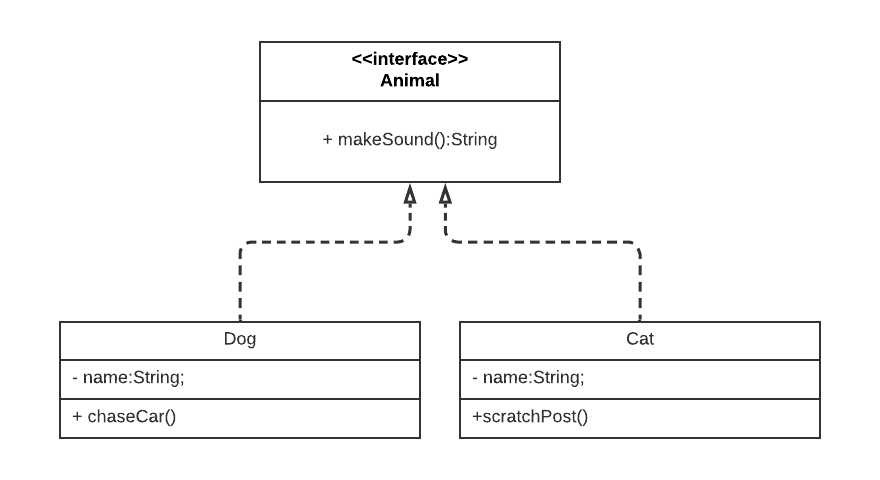 <<interface>>
Animal
+ makeSound():String
Dog
- name:String;
+ chaseCar()
Cat
- name:String;
+scratchPost()